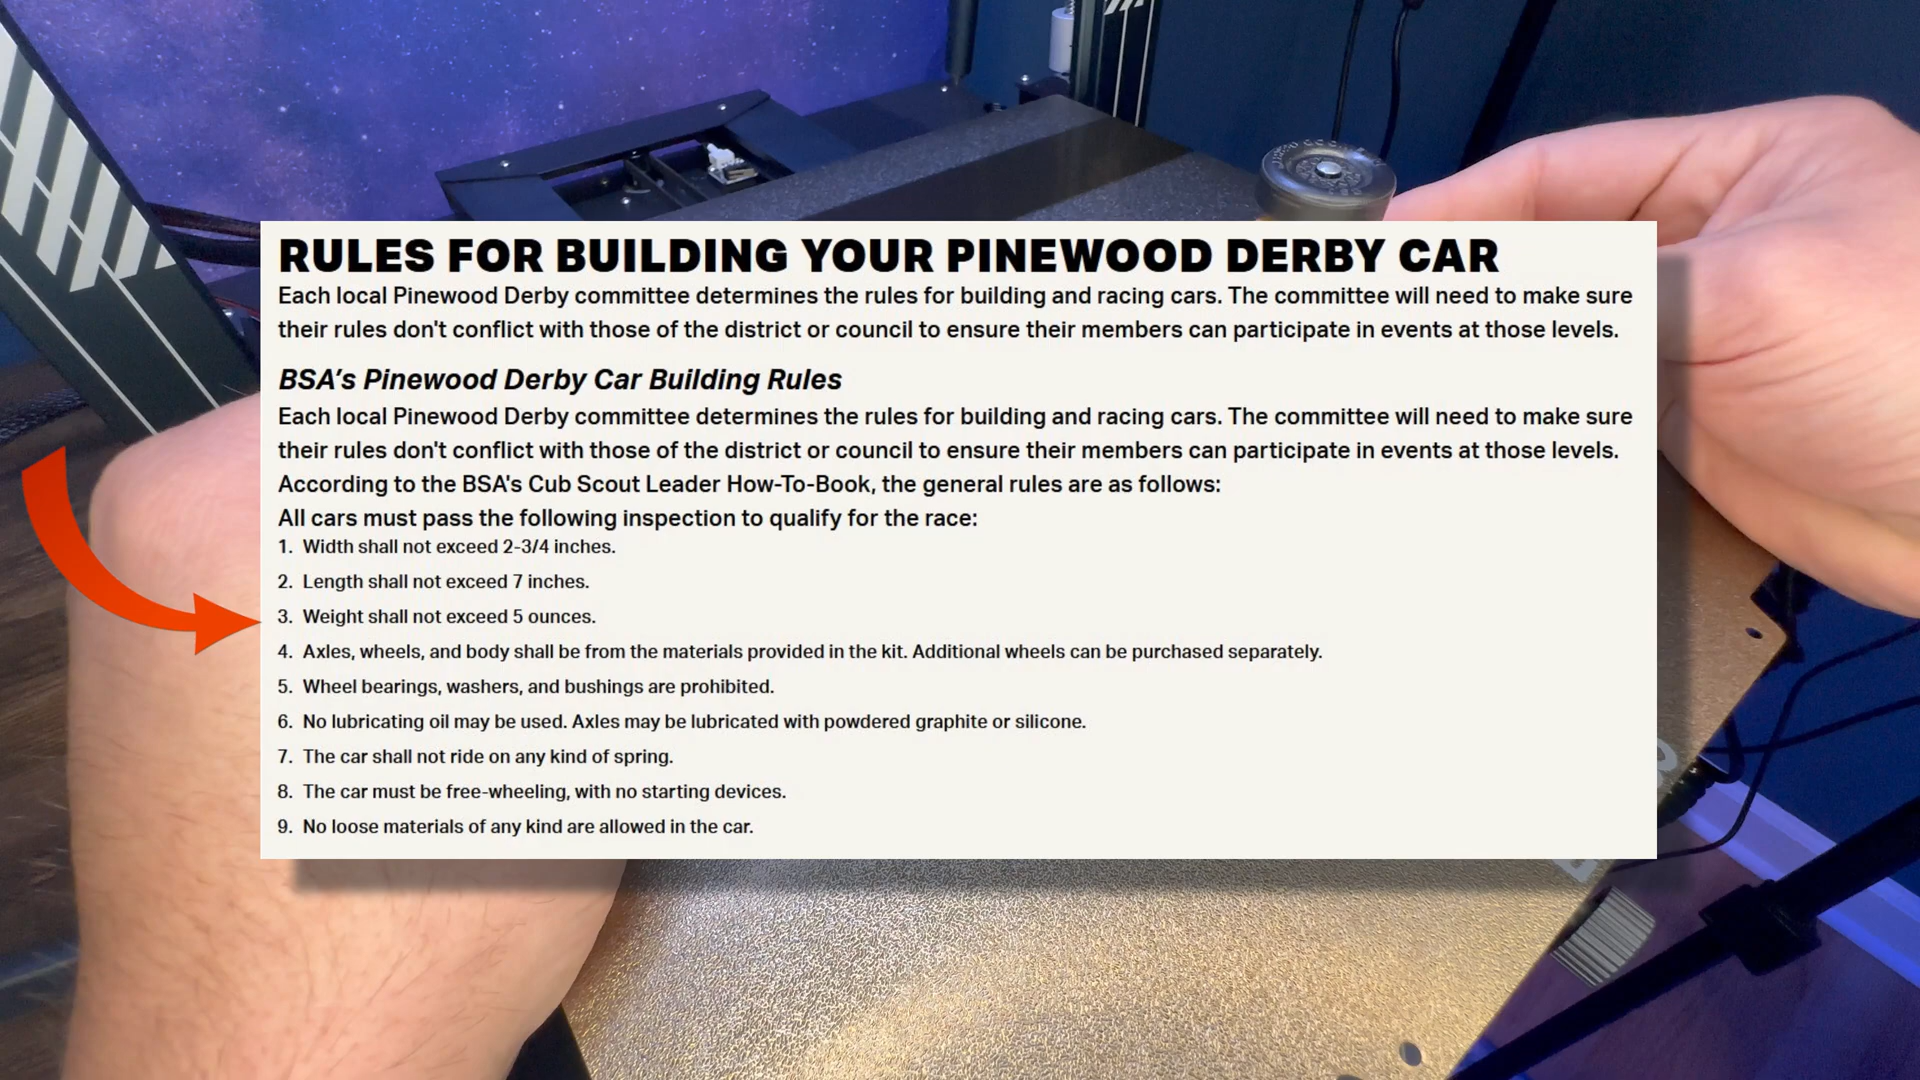 RULES FOR BUILDING YOUR PINEWOOD DERBY CAR
Each local Pinewood Derby committee determines the rules for building and racing cars. The committee will need to make sure
their rules don't conflict with those of the district or council to ensure their members can participate in events at those levels.
BSA’s Pinewood Derby Car Building Rules
Each local Pinewood Derby committee determines the rules for building and racing cars. The committee will need to make sure
their rules don't conflict with those of the district or council to ensure their members can participate in events at those levels.
According to the BSA's Cub Scout Leader How-To-Book, the general rules are as follows:
All cars must pass the following inspection to qualify for the race:
1. Width shall not exceed 2-3/4 inches.
2. Length shall not exceed 7 inches.
3. Weight shall not exceed 5 ounces.
4. Axles, wheels, and body shall be from the materials provided in the kit. Additional wheels can be purchased separately.
5. Wheel bearings, washers, and bushings are prohibited.
6. No lubricating oil may be used. Axles may be lubricated with powdered graphite or silicone.
7. The car shall not ride on any kind of spring.
8. The car must be free-wheeling, with no starting devices.
9. No loose materials of any kind are allowed in the car.